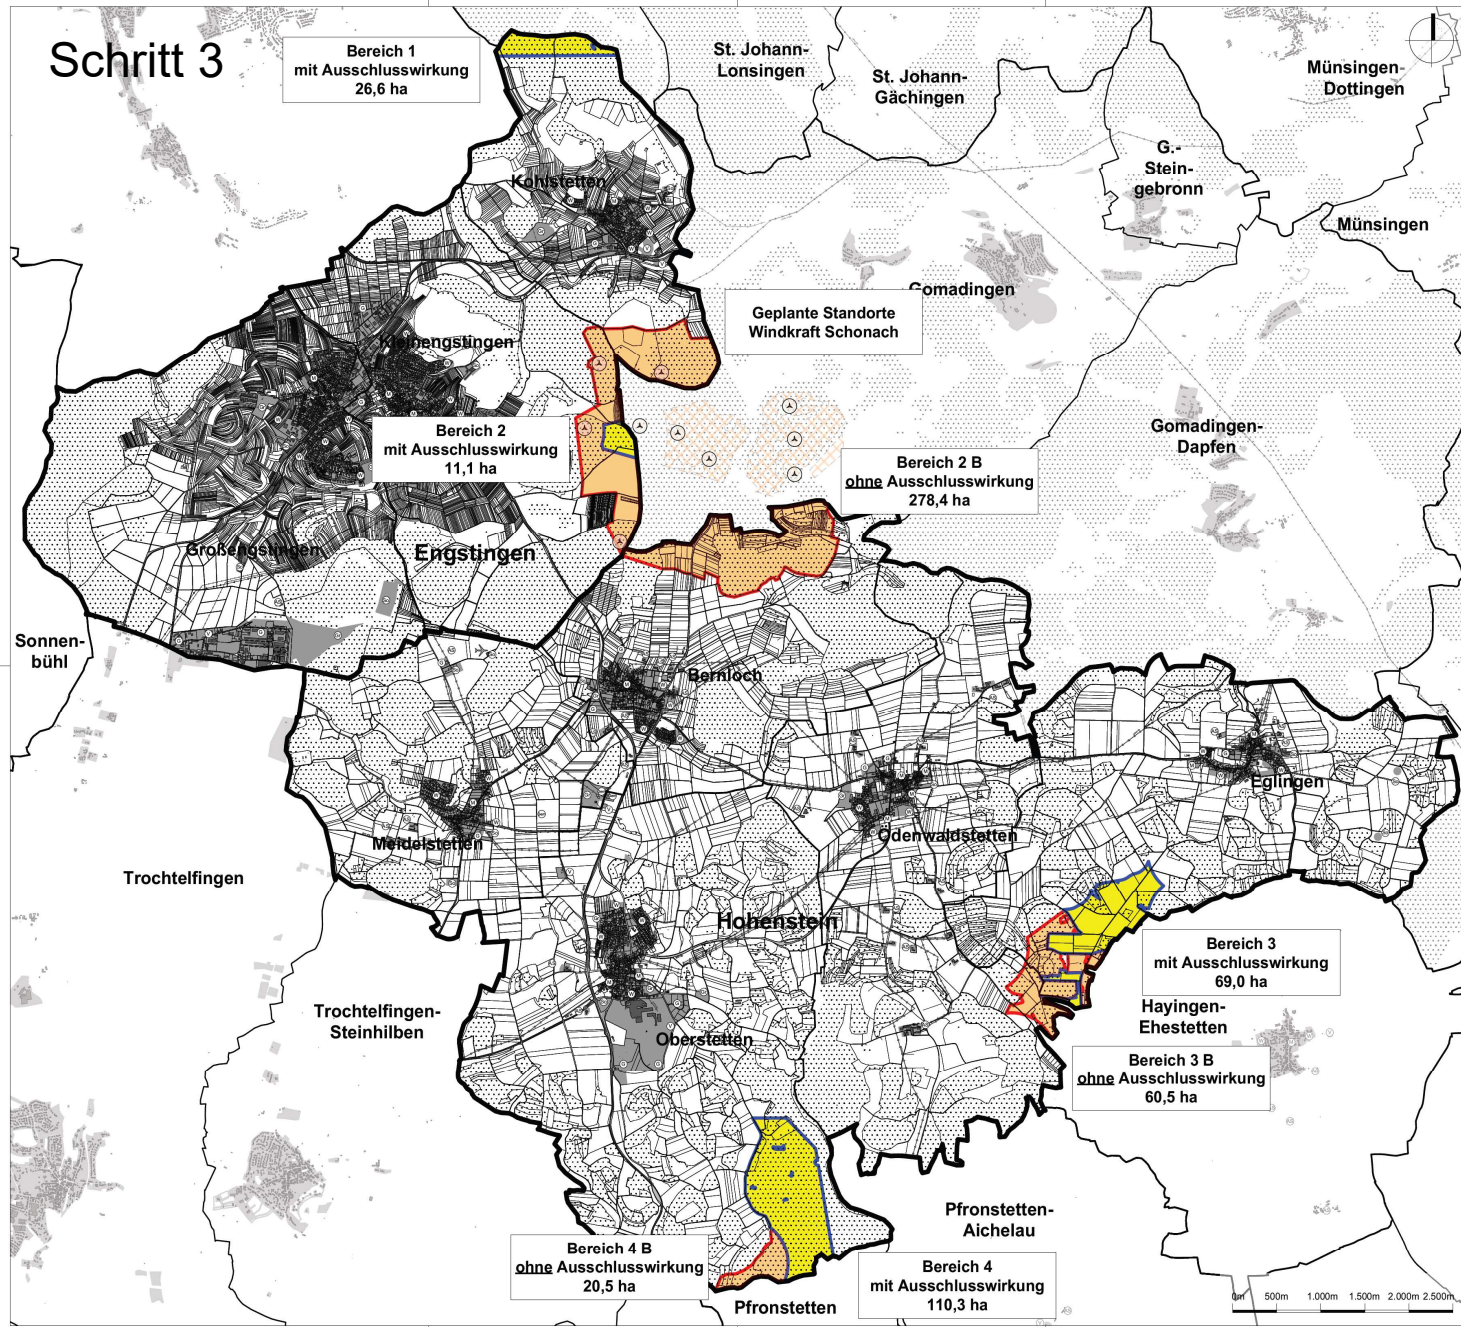 Schritt 3
Bereich 1
mit Ausschlusswirkung
26,6 ha
St. Johann-
Lonsingen
St. Johann-
Gächingen
Münsingen-
Dottingen
G.-
Stein-
gebronn
Münsingen
Kohlstetten
Gomadingen
Geplante Standorte
Windkraft Schonach
Kleinengstingen
Bereich 2
mit Ausschlusswirkung
11,1 ha
Gomadingen-
Dapfen
Bereich 2 B
ohne Ausschlusswirkung
278,4 ha
Großengstingen
Engstingen
Sonnen-
bühl
Bernloch
Eglingen
Meidelstetten
Ödenwaldstetten
Trochtelfingen
Hohenstein
Bereich 3
mit Ausschlusswirkung
69,0 ha
Trochtelfingen-
Steinhilben
Hayingen-
Ehestetten
Oberstetten
Bereich 3 B
ohne Ausschlusswirkung
60,5 ha
Pfronstetten-
Aichelau
Bereich 4 B
ohne Ausschlusswirkung
20,5 ha
Bereich 4
mit Ausschlusswirkung
110,3 ha
Pfronstetten
0m 500m 1.000m 1.500m 2.000m 2.500m